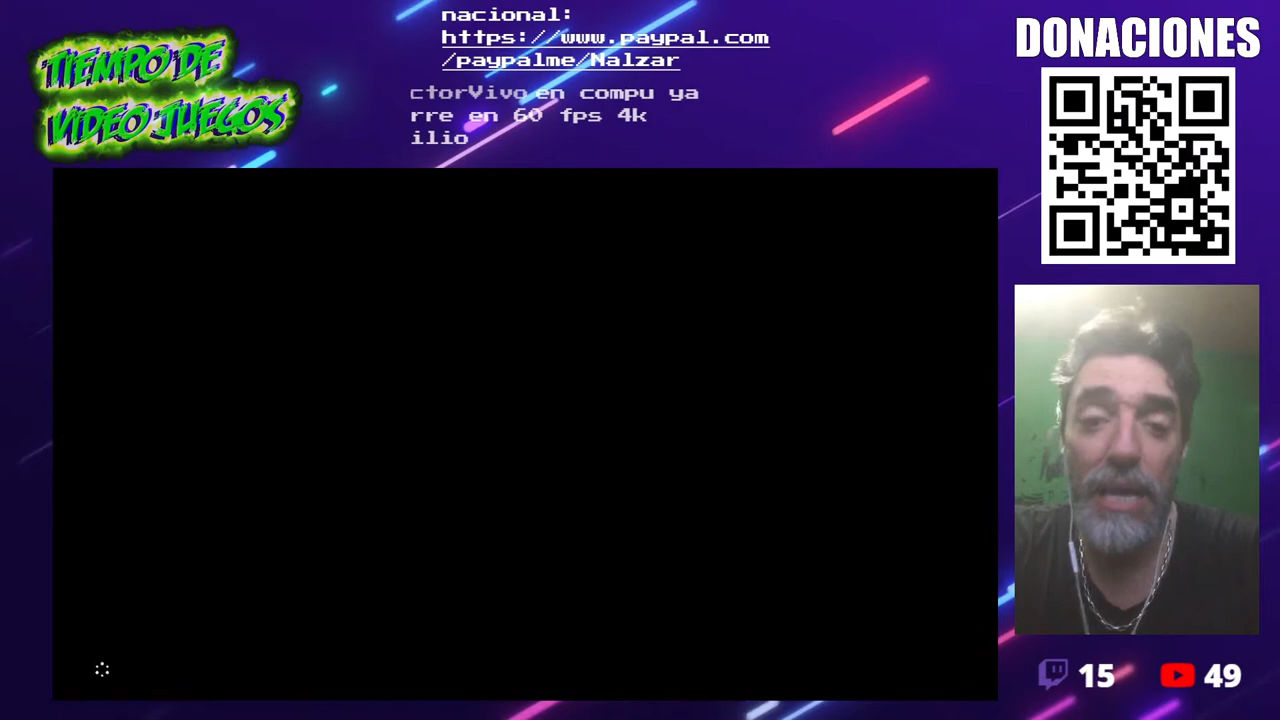 TIEMPO DE
VIDEO JUEGOS
nacional:
https://www.paypal.com
/paypalme/Nalzar
ctorVivo en compu ya
rre en 60 fps 4k
ilio
DONACIONES
15
49